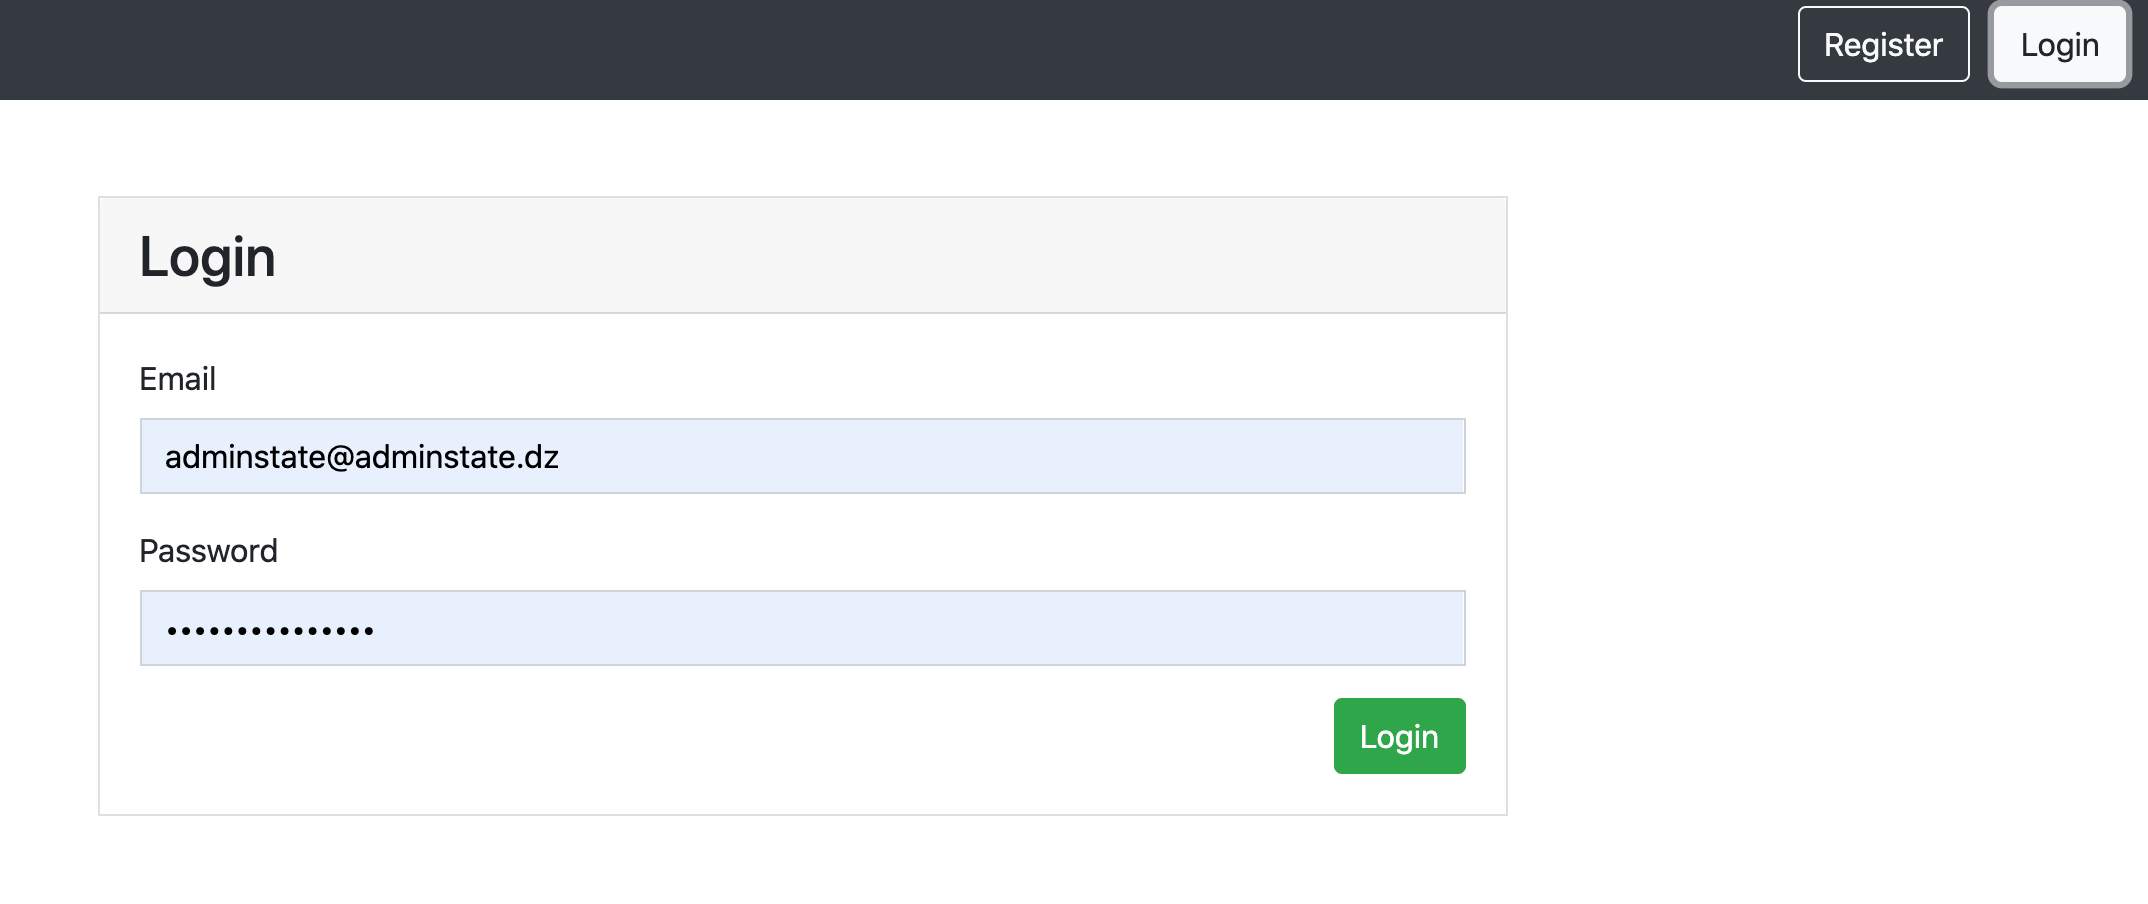 Register
Login
Login
Email
adminstate@adminstate.dz
Password
•••••••••••••••
Login